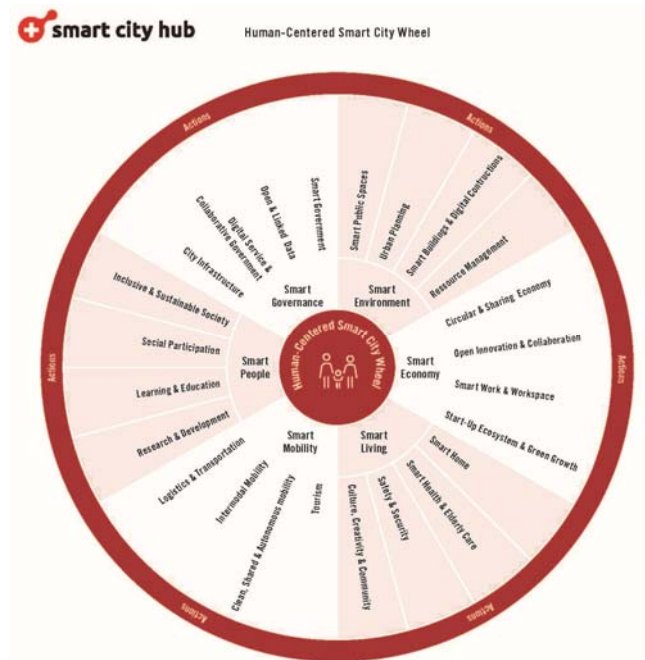 smart city hub
Human-Centered Smart City Wheel
Actions
Actions
Smart Government
Open & Linked Data
Digital Service &
Collaborative Government
City Infrastructure
Smart
Governance
Smart Public Spaces
Urban Planning
Smart Buildings & Digital Contructions
Ressource Management
Smart
Environment
Circular & Sharing Economy
Open Innovation & Collaboration
Smart Work & Workspace
Start-Up Ecosystem & Green Growth
Smart
Economy
Actions
Smart Home
Smart Health & Elderly Care
Safety & Security
Culture, Creativity & Community
Smart
Living
Actions
Tourism
Clean, Shared & Autonomous mobility
Intermodal Mobility
Logistics & Transportation
Smart
Mobility
Actions
Research & Development
Learning & Education
Social Participation
Inclusive & Sustainable Society
Smart
People
Actions
Human-Centered Smart City Wheel